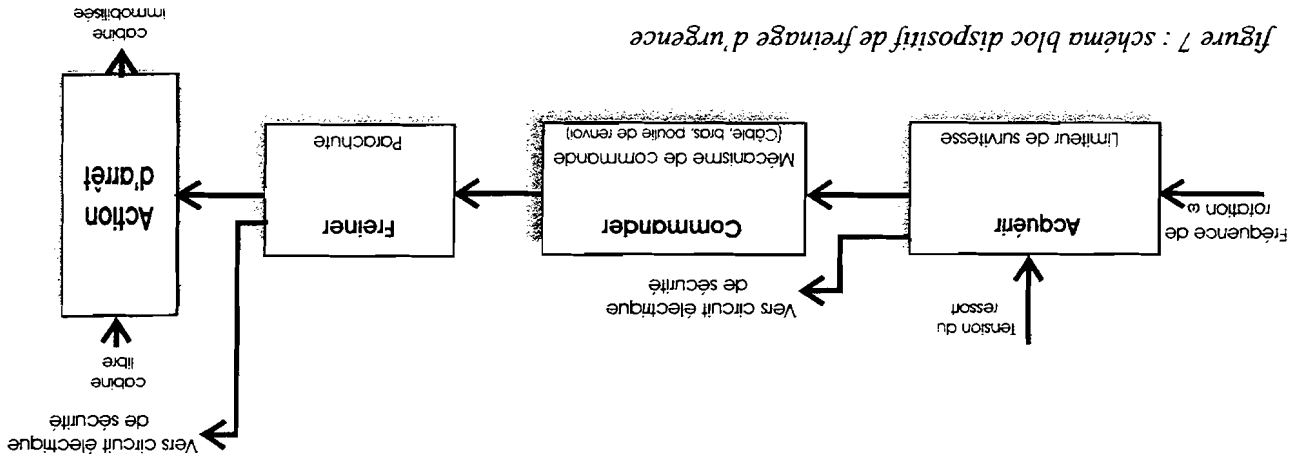 Vers circuit électrique
de sécurité
cabine
libre
Tension du
ressort
Vers circuit électrique
de sécurité
Fréquence de
rotation ω
Acquérir
Limiteur de survitesse
Commander
Mécanisme de commande
(Câble, bras, poulie de renvoi)
Freiner
Parachute
Action
d'arrêt
cabine
immobilisée
figure 7 : schéma bloc dispositif de freinage d'urgence